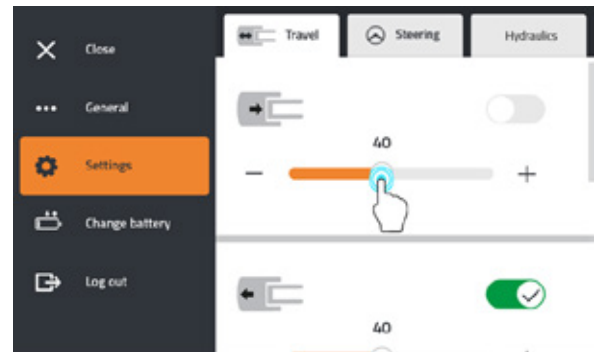 Close
General
Settings
Change battery
Log out
Travel
Steering
Hydraulics
40
40